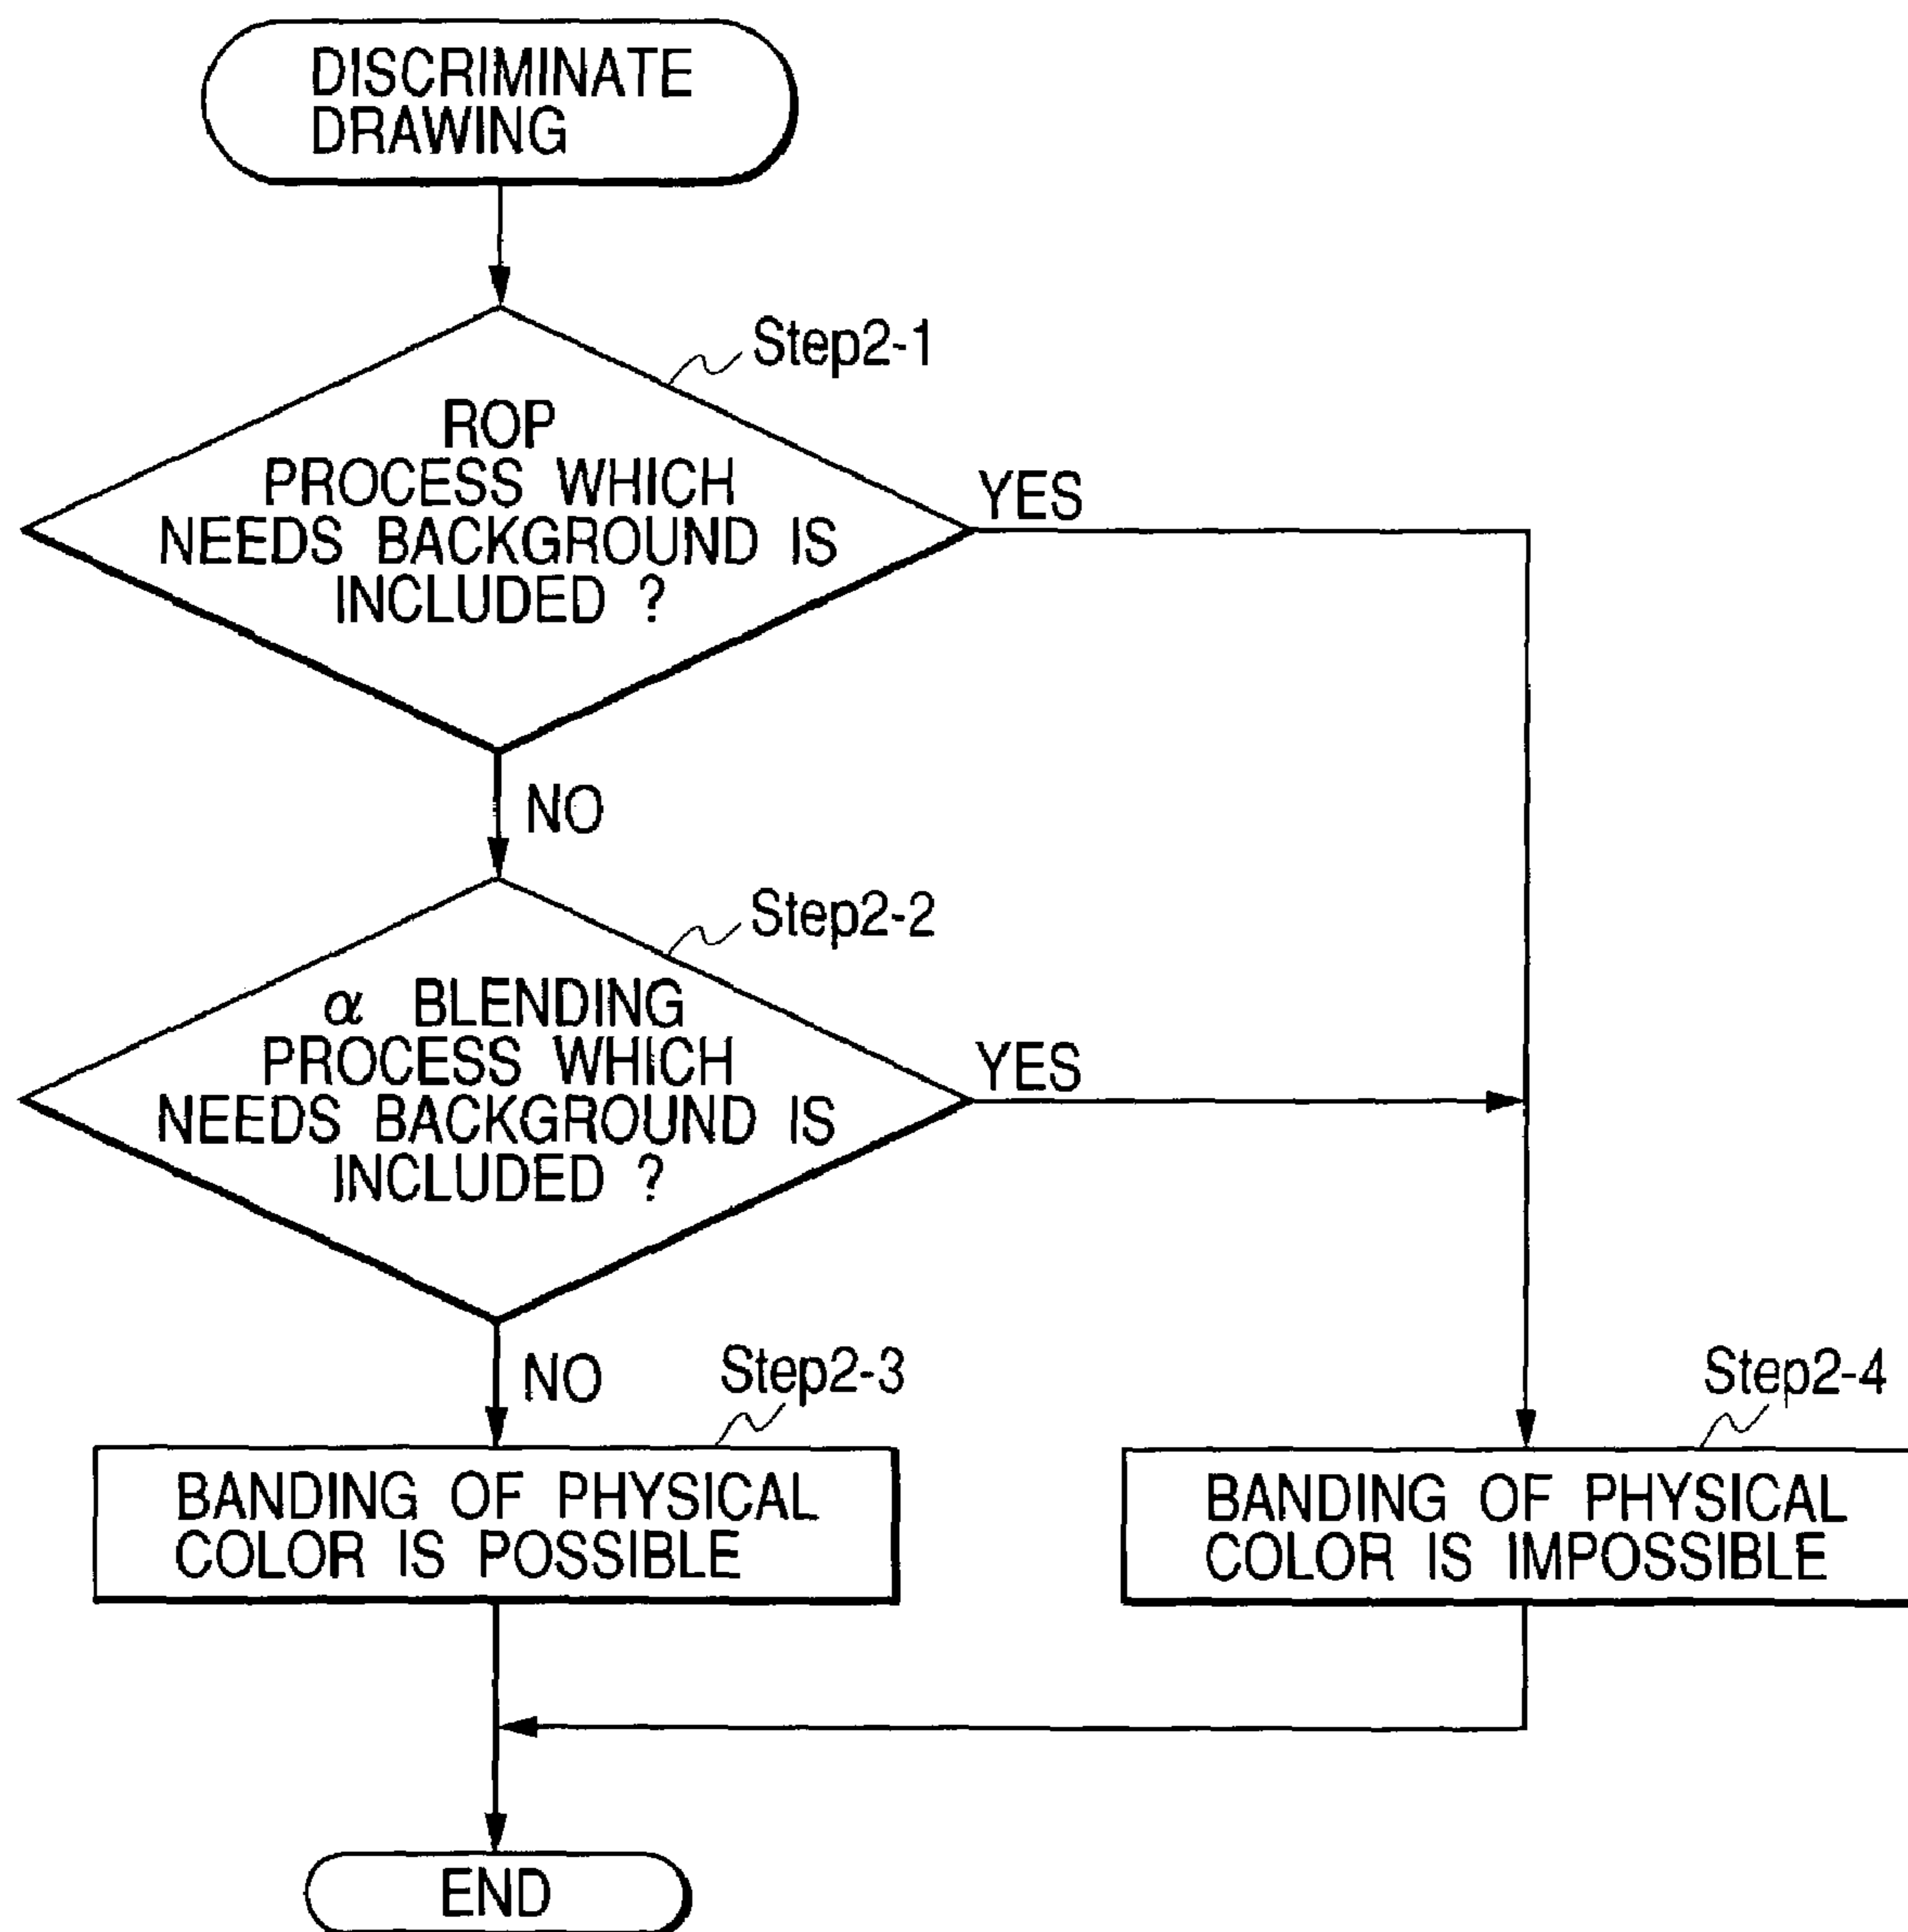 DISCRIMINATE
DRAWING
Step2-1
ROP
PROCESS WHICH
NEEDS BACKGROUND IS
INCLUDED ?
YES
NO
Step2-2
α BLENDING
PROCESS WHICH
NEEDS BACKGROUND IS
INCLUDED ?
YES
NO
Step2-3
BANDING OF PHYSICAL
COLOR IS POSSIBLE
Step2-4
BANDING OF PHYSICAL
COLOR IS IMPOSSIBLE
END